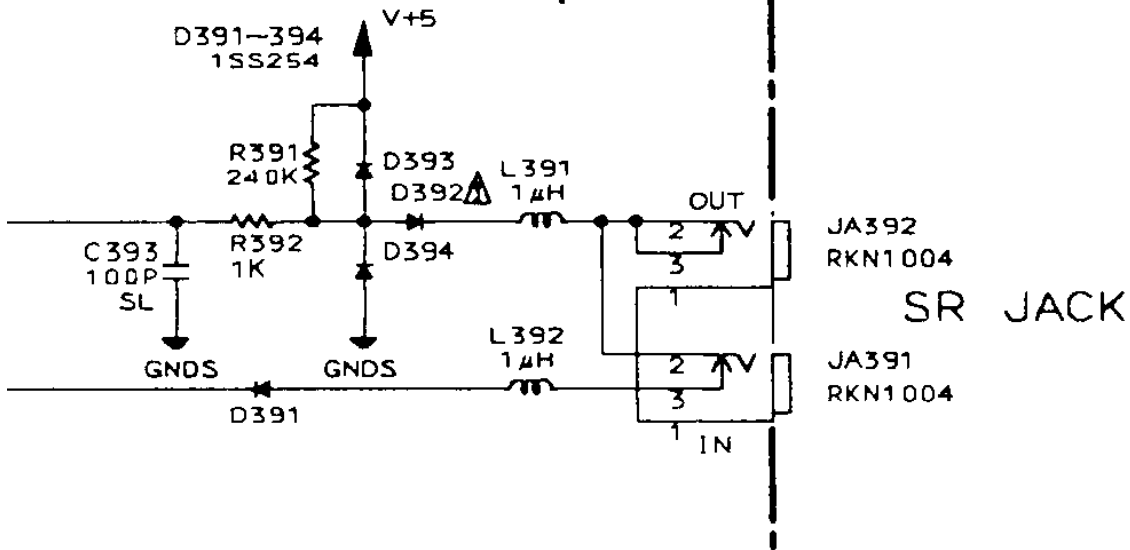 V+5
D391~394
1SS254
R391
240K
D393
D392
L391
1µH
OUT
2
3
1
JA392
RKN1004
C393
100P
SL
R392
1K
D394
SR JACK
GNDS
GNDS
L392
1µH
2
3
1
IN
JA391
RKN1004
D391